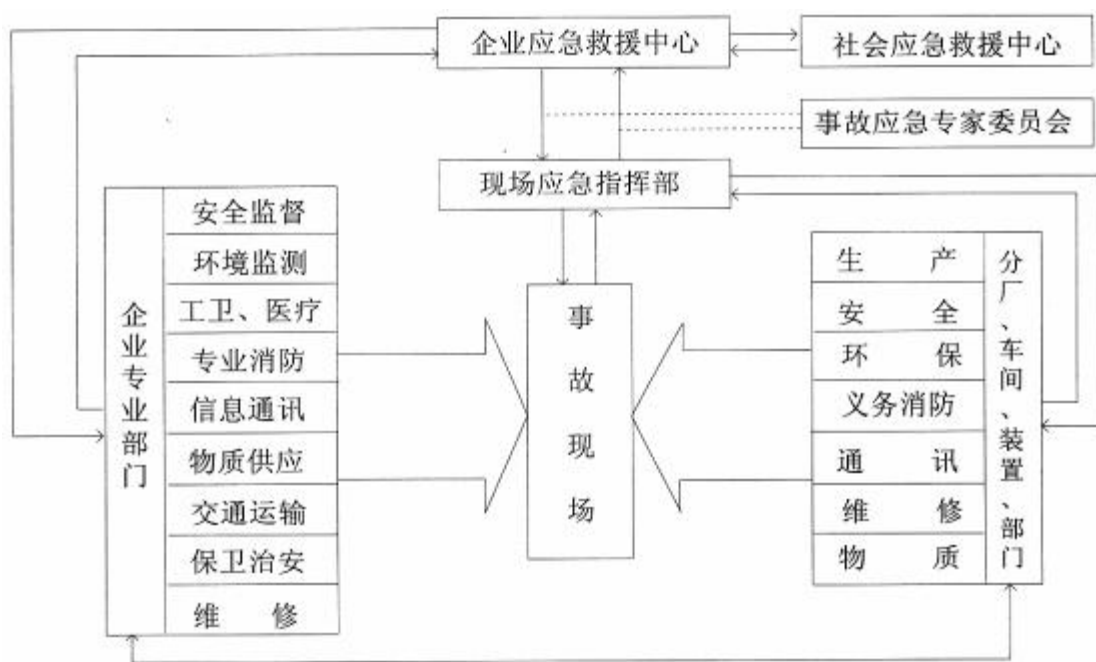 企业应急救援中心
社会应急救援中心
事故应急专家委员会
现场应急指挥部
企业专业部门
安全监督
环境监测
工卫、医疗
专业消防
信息通讯
物质供应
交通运输
保卫治安
维 修
事故现场
生 产
安 全
环 保
义务消防
通 讯
维 修
物 质
分厂、车间、装置、部门